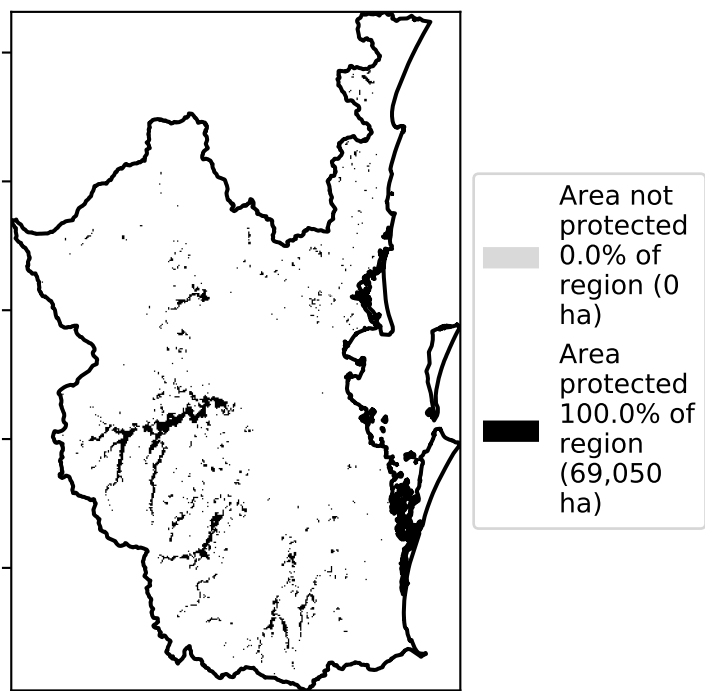 Area not
protected
0.0% of
region (0
ha)
Area
protected
100.0% of
region
(69,050
ha)